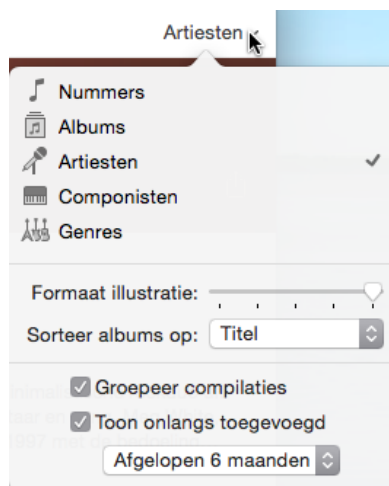 Artiesten
Nummers
Albums
Artiesten
Componisten
Genres
Formaat illustratie:
Sorteer albums op: Titel
Groepeer compilaties
Toon onlangs toegevoegd
Afgelopen 6 maanden